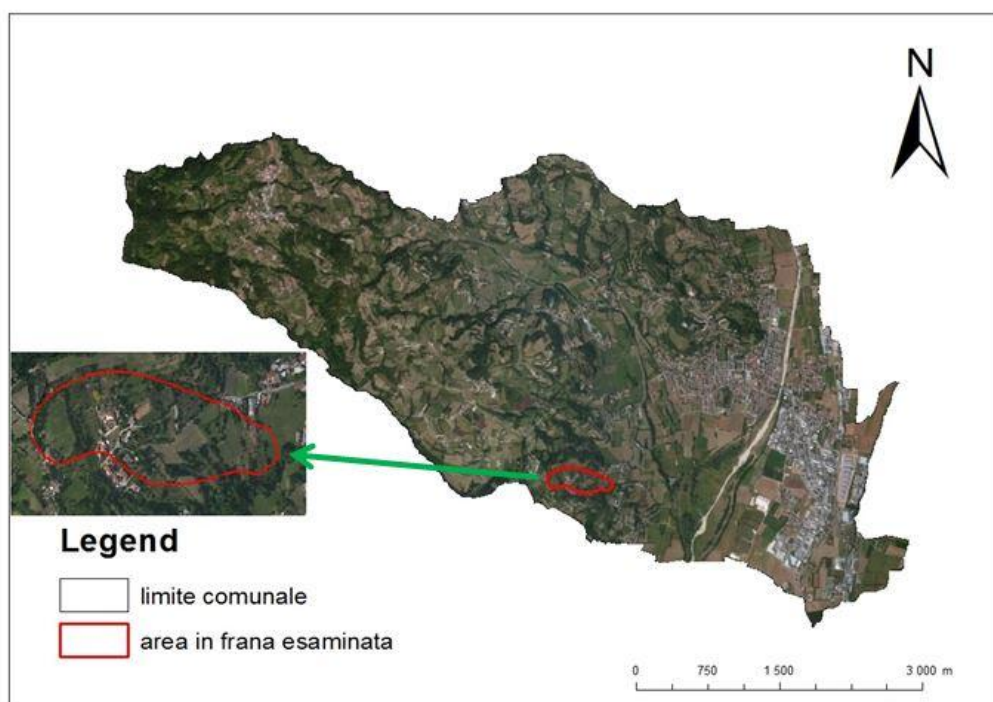 N
Legend
limite comunale
area in frana esaminata
0 750 1 500 3 000 m